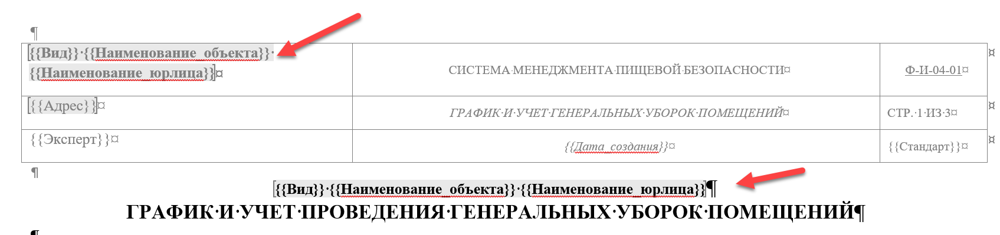 {{Вид}} {{Наименование_объекта}}
{{Наименование_юрлица}}
СИСТЕМА МЕНЕДЖМЕНТА ПИЩЕВОЙ БЕЗОПАСНОСТИ
Ф-И-04-01
{{Адрес}}
ГРАФИК И УЧЕТ ГЕНЕРАЛЬНЫХ УБОРОК ПОМЕЩЕНИЙ
СТР. 1 ИЗ 3
{{Эксперт}}
{{Дата_создания}}
{{Стандарт}}
{{Вид}} {{Наименование_объекта}} {{Наименование_юрлица}}
ГРАФИК И УЧЕТ ПРОВЕДЕНИЯ ГЕНЕРАЛЬНЫХ УБОРОК ПОМЕЩЕНИЙ